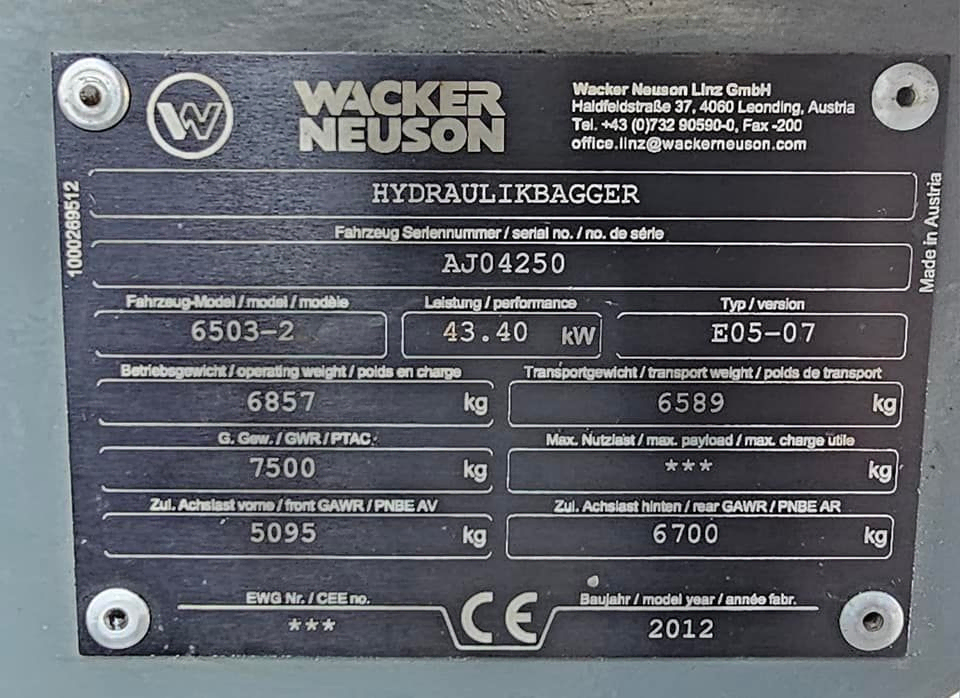 W
WACKER
NEUSON
Wacker Neuson Linz GmbH
Haidfeldstraße 37, 4060 Leonding, Austria
Tel. +43 (0)732 90590-0, Fax -200
office.linz@wackerneuson.com
1000269512
Made in Austria
HYDRAULIKBAGGER
Fahrzeug Seriennummer / serial no. / no. de série
AJ04250
Fahrzeug-Model / model / modèle
6503-2
Leistung / performance
43.40 kW
Typ / version
E05-07
Betriebsgewicht / operating weight / poids en charge
6857 kg
Transportgewicht / transport weight / poids de transport
6589 kg
G. Gew. / GWR / PTAC
7500 kg
Max. Nutzlast / max. payload / max. charge utile
*** kg
Zul. Achslast vorne / front GAWR / PNBE AV
5095 kg
Zul. Achslast hinten / rear GAWR / PNBE AR
6700 kg
EWG Nr. / CEE no.
***
CE
Baujahr / model year / année fabr.
2012